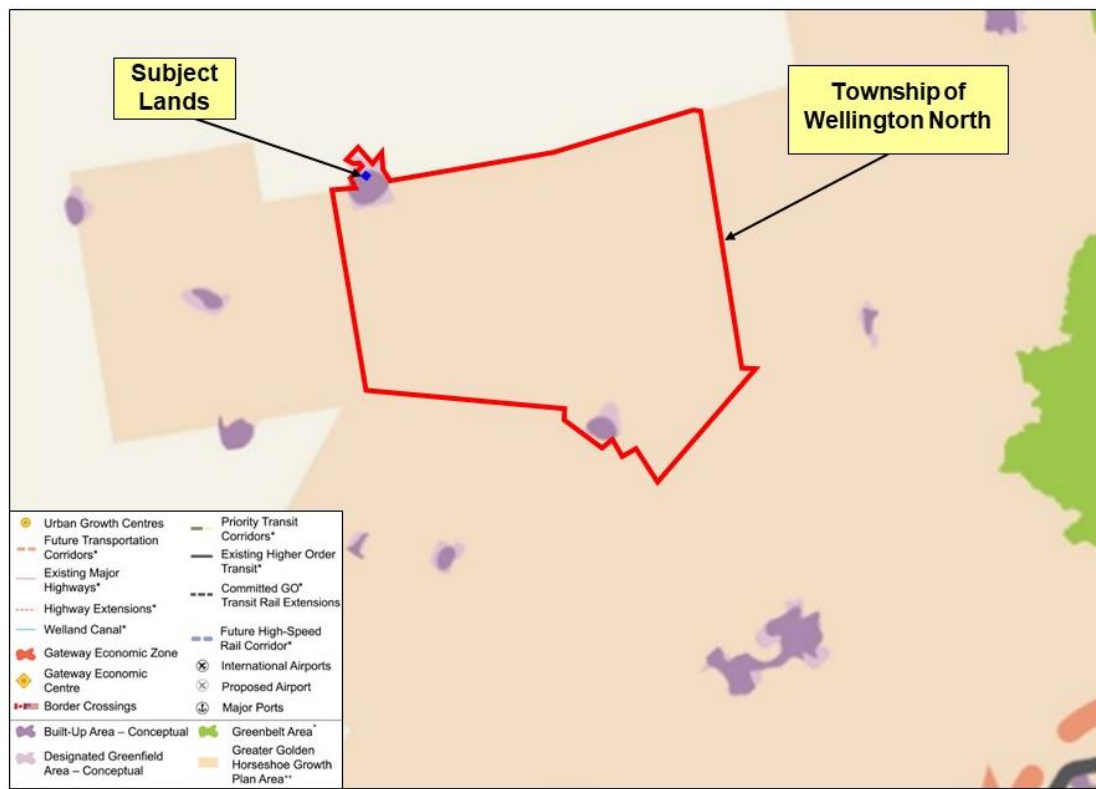 Subject
Lands
Township of
Wellington North
Urban Growth Centres
Future Transportation
Corridors*
Existing Major
Highways*
Highway Extensions*
Welland Canal*
Gateway Economic Zone
Gateway Economic
Centre
Border Crossings
Priority Transit
Corridors*
Existing Higher Order
Transit*
Committed GO*
Transit Rail Extensions
Future High-Speed
Rail Corridor*
International Airports
Proposed Airport
Major Ports
Built-Up Area – Conceptual
Designated Greenfield
Area – Conceptual
Greenbelt Area*
Greater Golden
Horseshoe Growth
Plan Area**